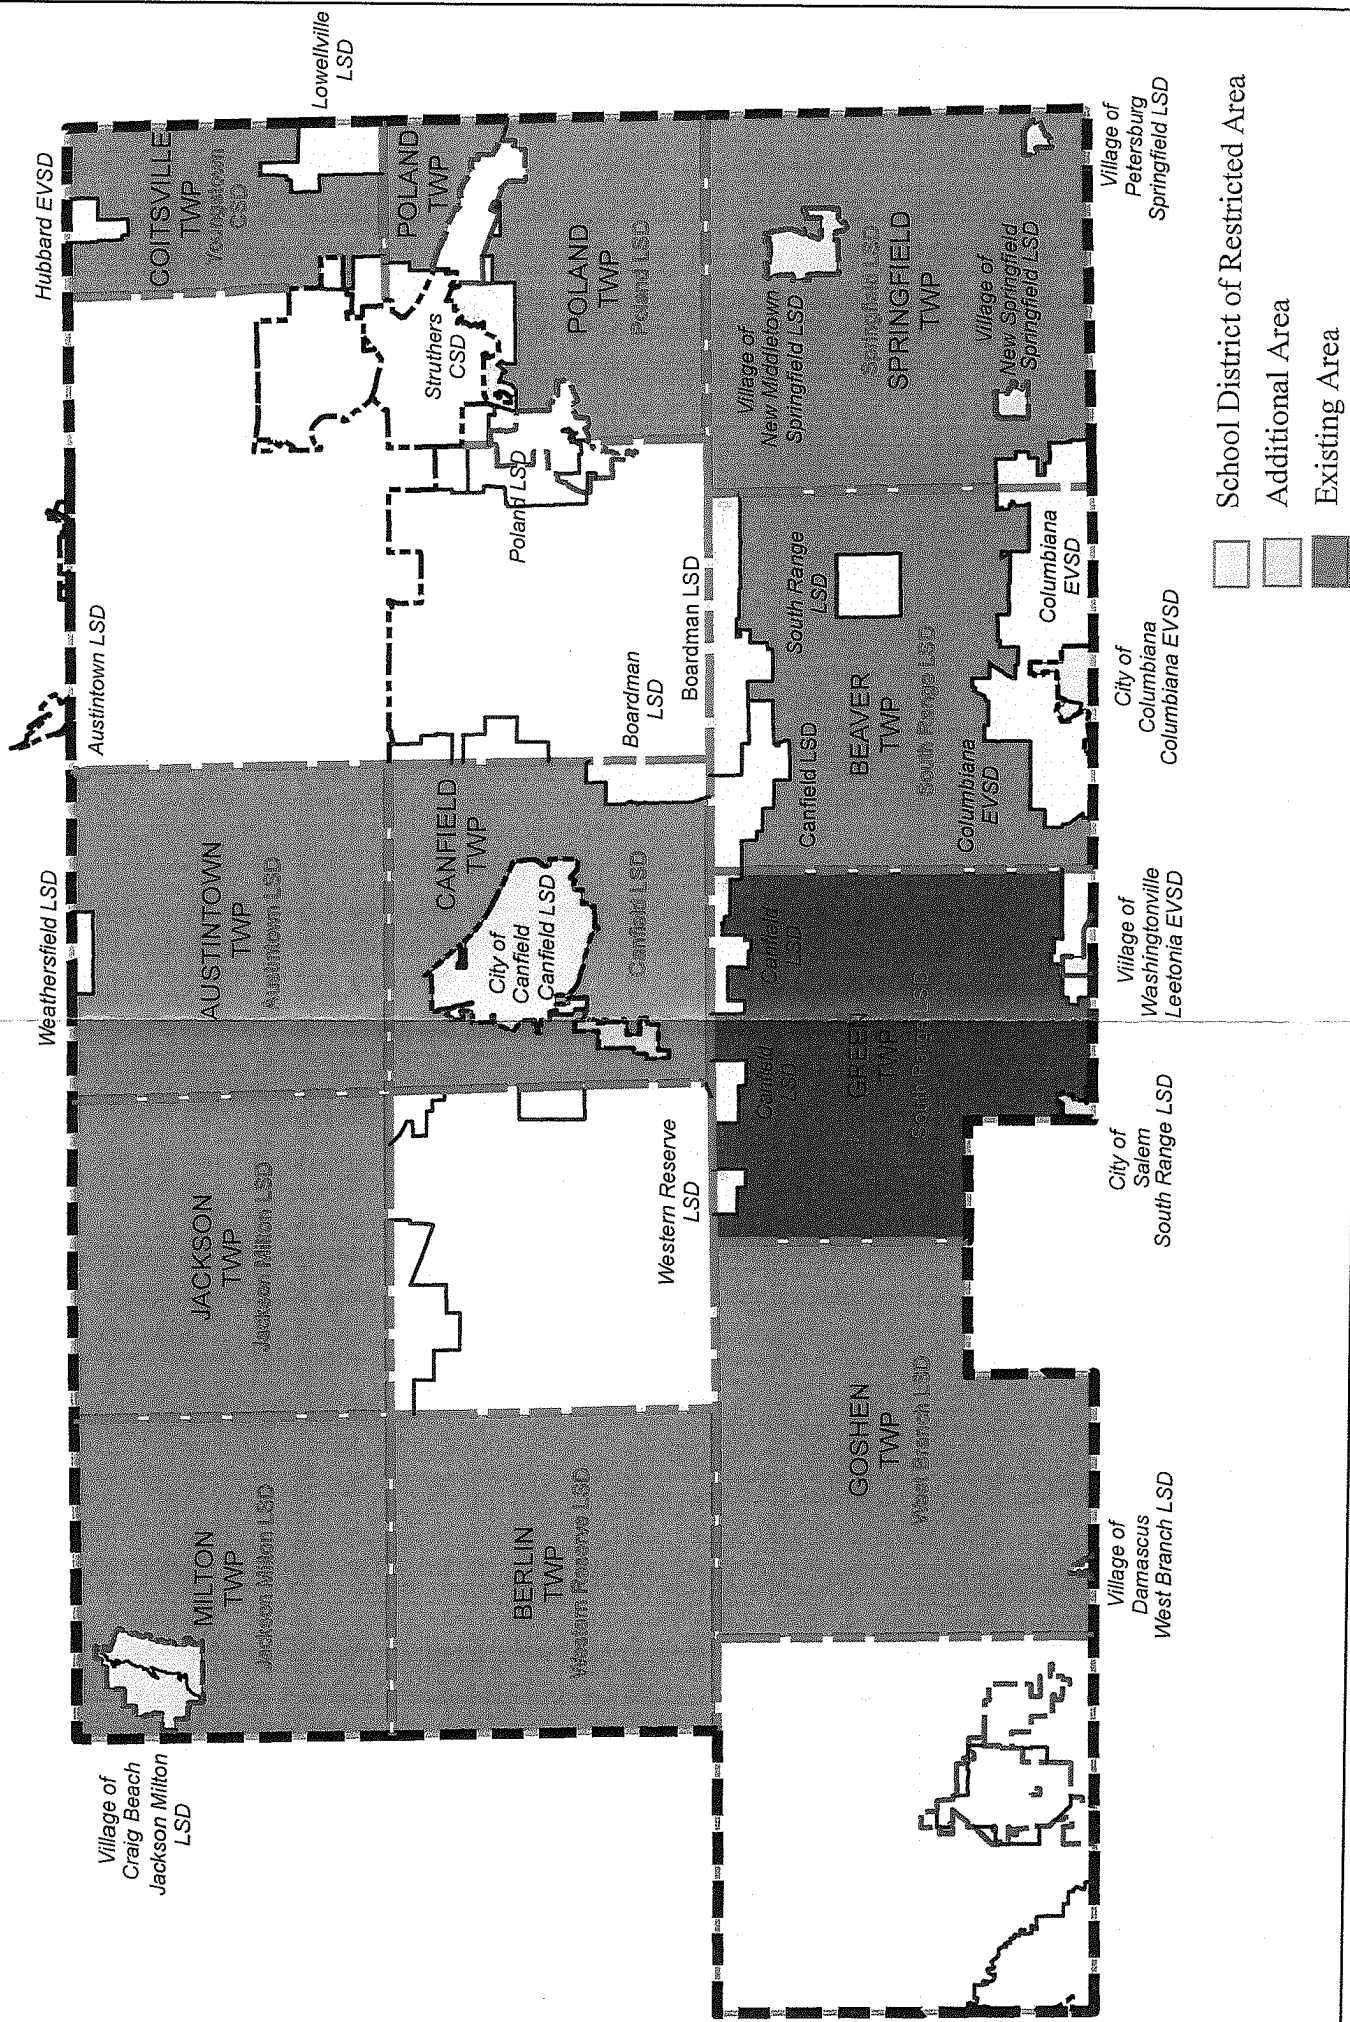 Lowellville
LSD
Hubbard EVSD
COITSVILLE
TWP
Youngstown
CSD
POLAND
TWP
Struthers
CSD
POLAND
TWP
Poland LSD
Poland LSD
Austintown LSD
Boardman
LSD
Boardman LSD
Weathersfield LSD
AUSTINTOWN
TWP
Austintown LSD
CANFIELD
TWP
City of
Canfield
Canfield LSD
Canfield LSD
JACKSON
TWP
Jackson Milton LSD
Western Reserve
LSD
MILTON
TWP
Jackson Milton LSD
BERLIN
TWP
Western Reserve LSD
Village of
Craig Beach
Jackson Milton
LSD
Village of
New Middletown
Springfield LSD
Springfield LSD
SPRINGFIELD
TWP
Village of
New Springfield
Springfield LSD
Village of
Petersburg
Springfield LSD
South Range
LSD
BEAVER
TWP
South Range LSD
Canfield LSD
Columbiana
EVSD
Columbiana
EVSD
City of
Columbiana
Columbiana EVSD
Canfield
LSD
Canfield
LSD
GREEN
TWP
South Range LSD
Village of
Washingtonville
Leetonia EVSD
City of
Salem
South Range LSD
GOSHEN
TWP
West Branch LSD
Village of
Damascus
West Branch LSD
School District of Restricted Area
Additional Area
Existing Area